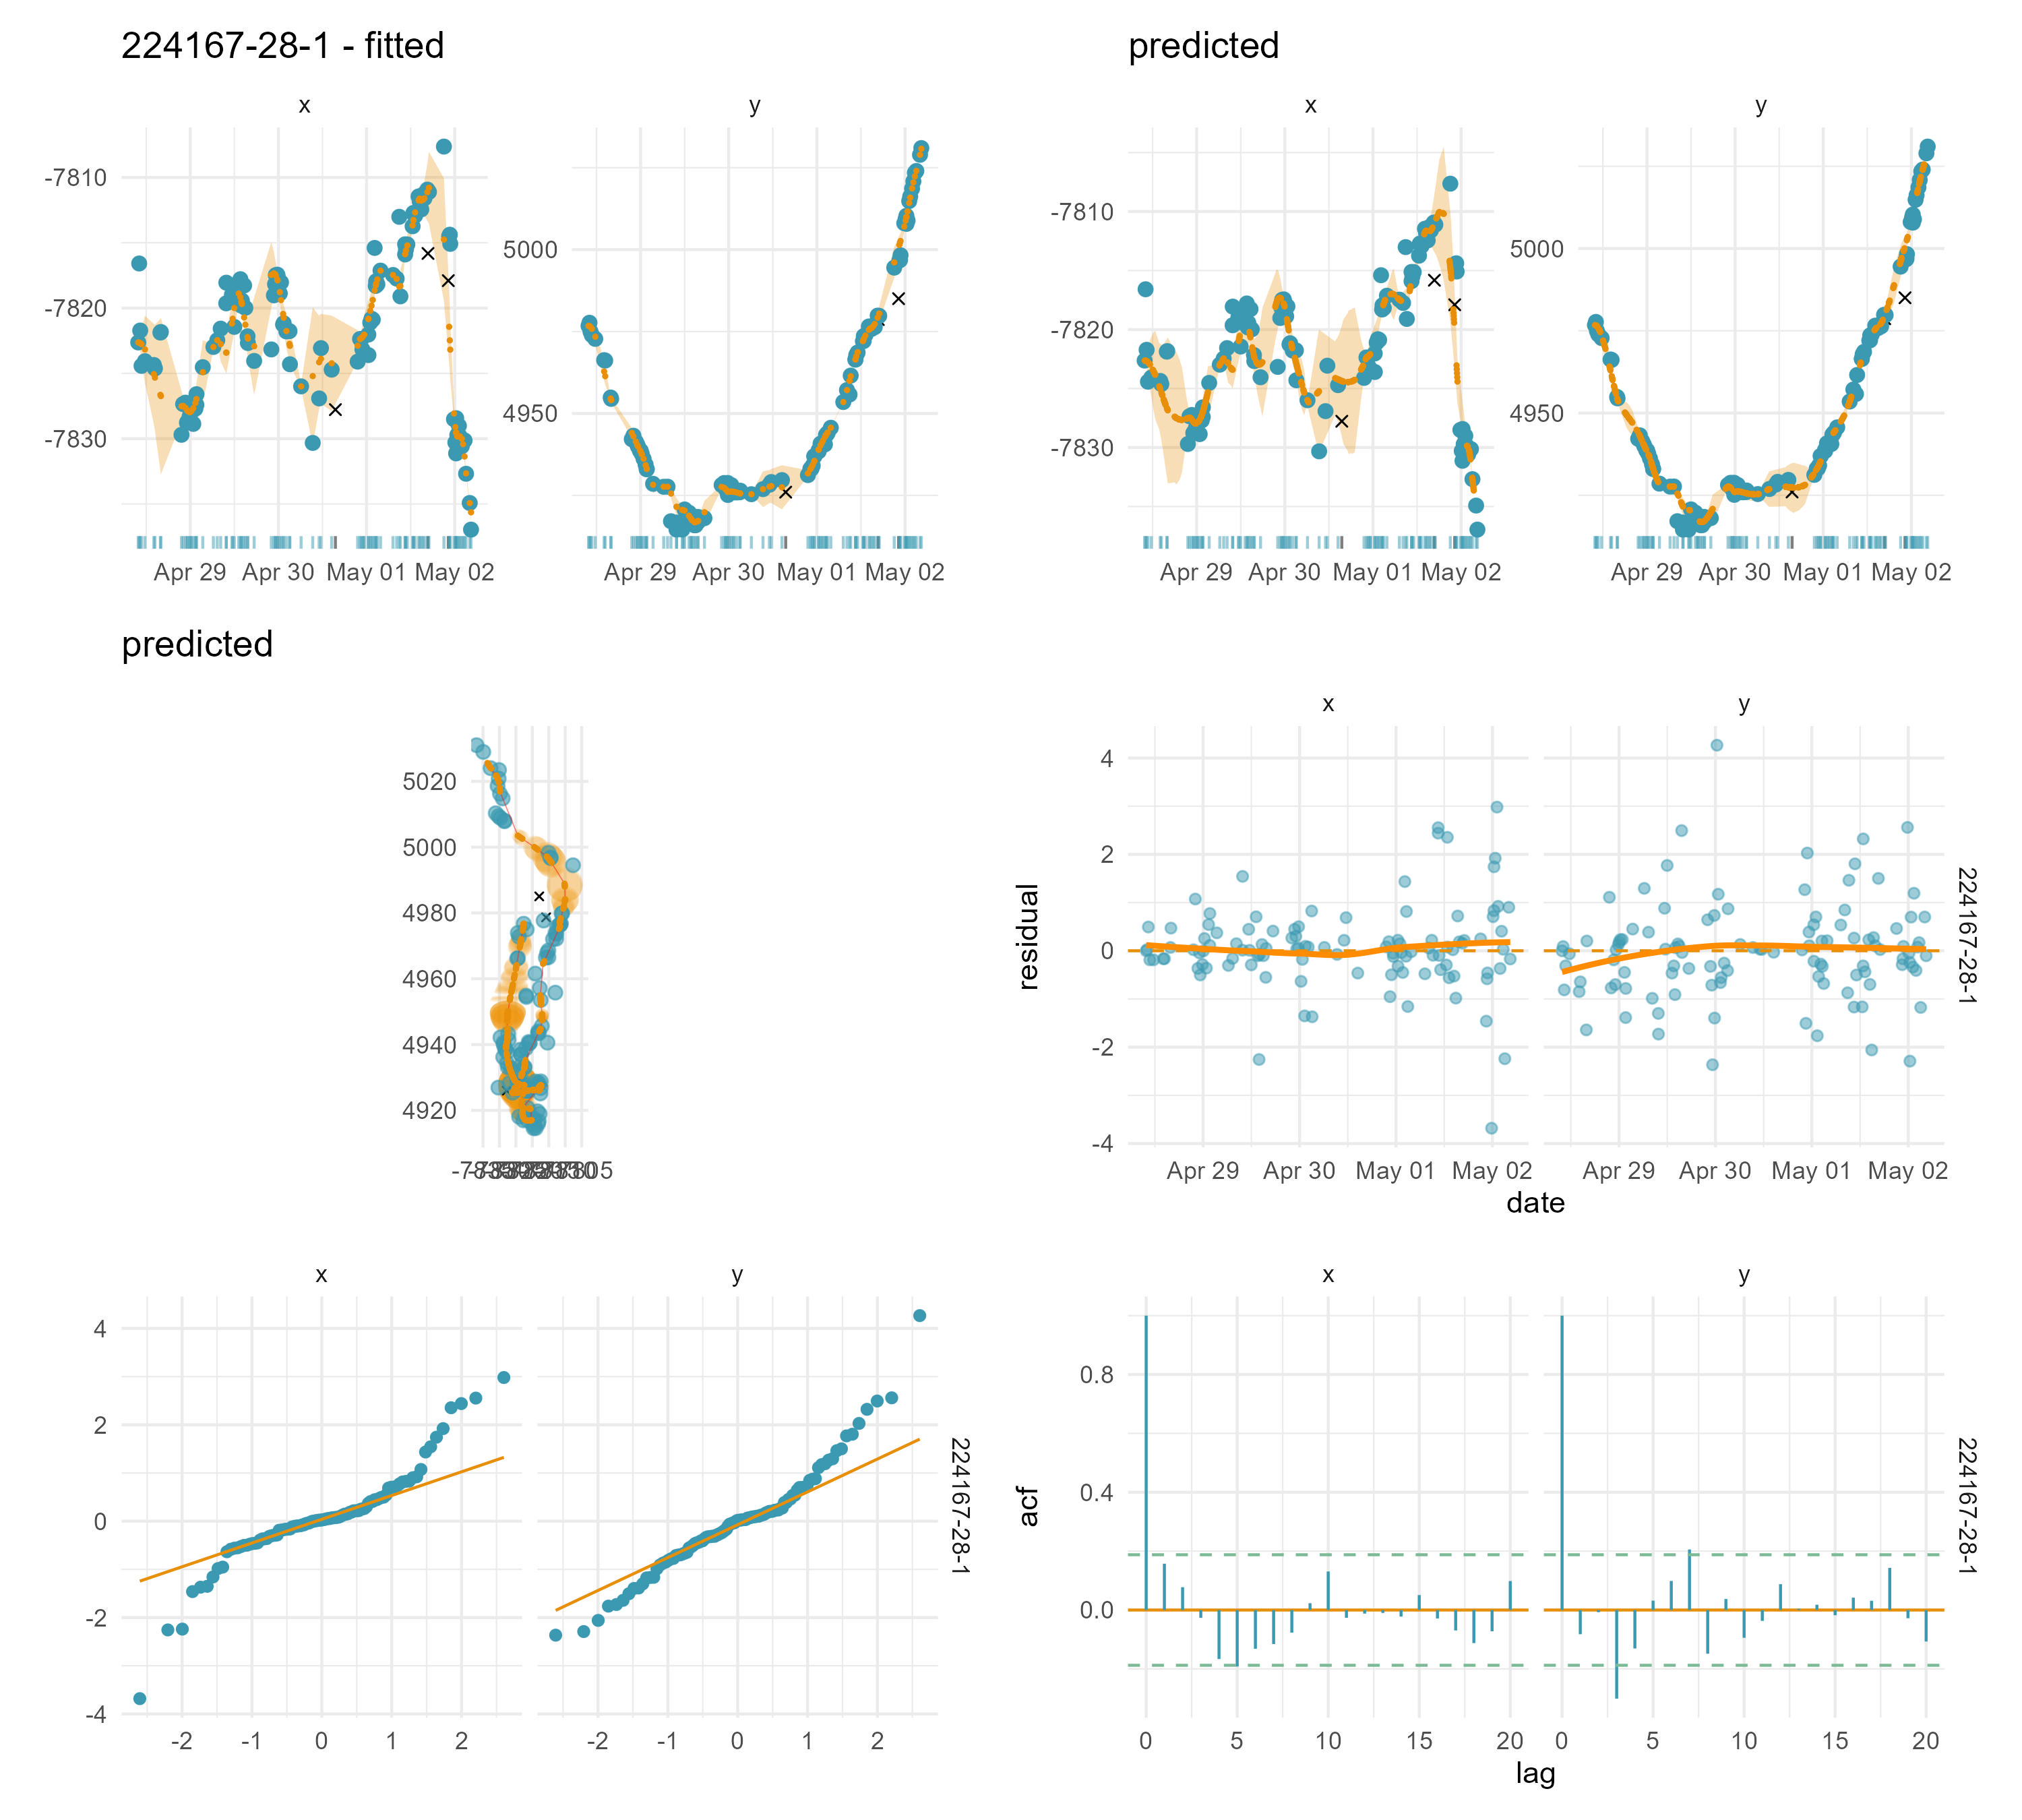 224167-28-1 - fitted
x
y
-7810
-7820
-7830
5000
4950
Apr 29 Apr 30 May 01 May 02
Apr 29 Apr 30 May 01 May 02
predicted
x
y
-7810
-7820
-7830
5000
4950
Apr 29 Apr 30 May 01 May 02
Apr 29 Apr 30 May 01 May 02
predicted
5020
5000
4980
4960
4940
4920
x
y
residual
4
2
0
-2
-4
224167-28-1
Apr 29 Apr 30 May 01 May 02
Apr 29 Apr 30 May 01 May 02
date
x
y
4
2
0
-2
-4
224167-28-1
-2 -1 0 1 2
-2 -1 0 1 2
x
y
acf
0.8
0.4
0.0
224167-28-1
0 5 10 15 20
0 5 10 15 20
lag